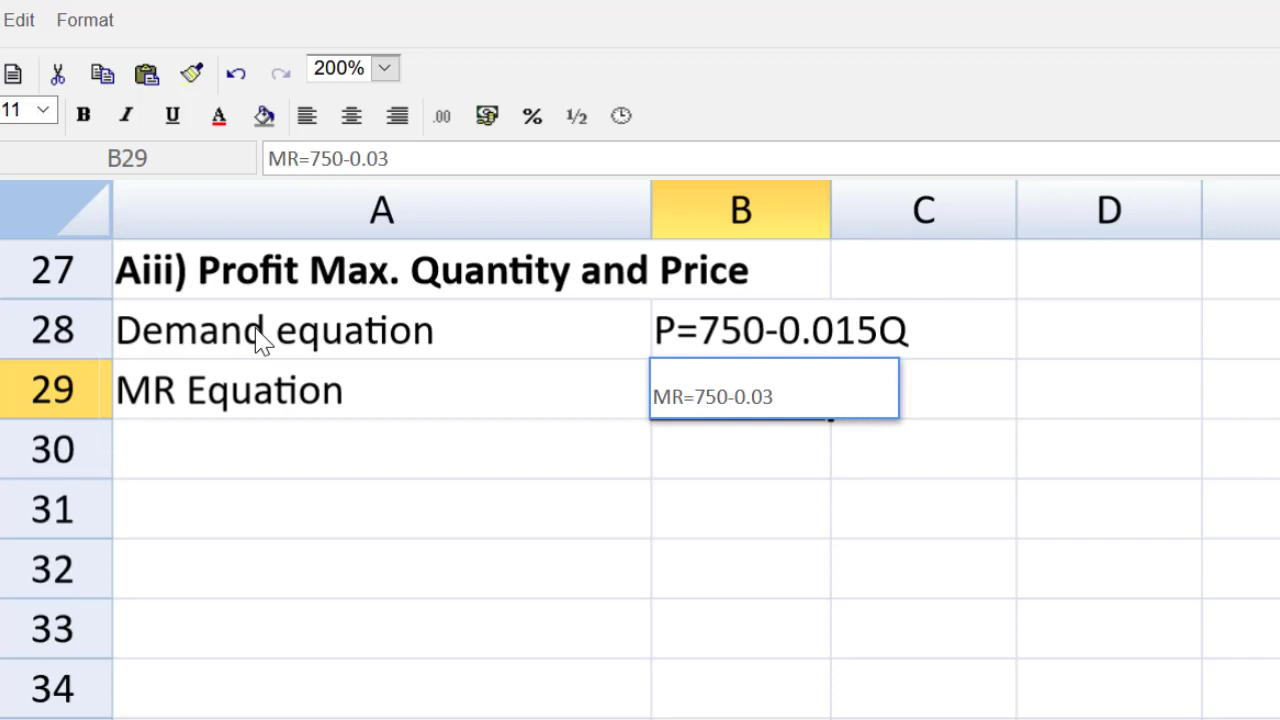 Edit Format
200%
11 B I U A .00 % 1/2
B29 MR=750-0.03
A B C D
27 Aiii) Profit Max. Quantity and Price
28 Demand equation P=750-0.015Q
29 MR Equation MR=750-0.03
30
31
32
33
34